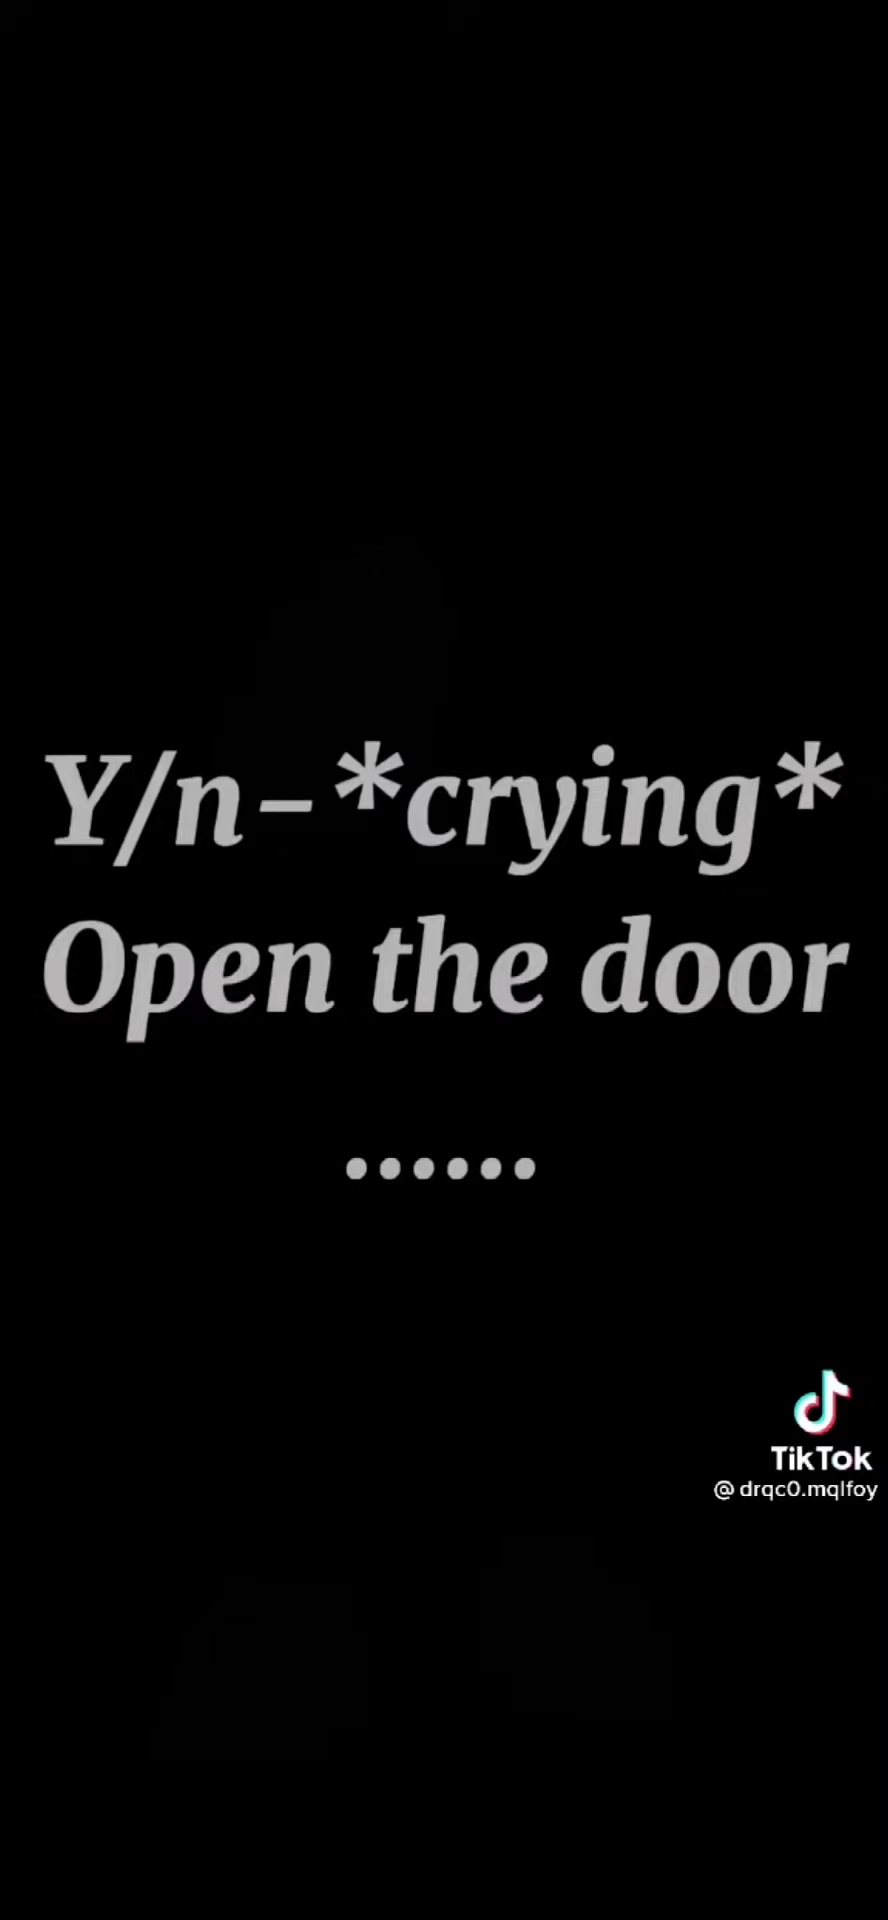 Y/n-*crying*
Open the door
......
TikTok
@drqc0.mqlfoy